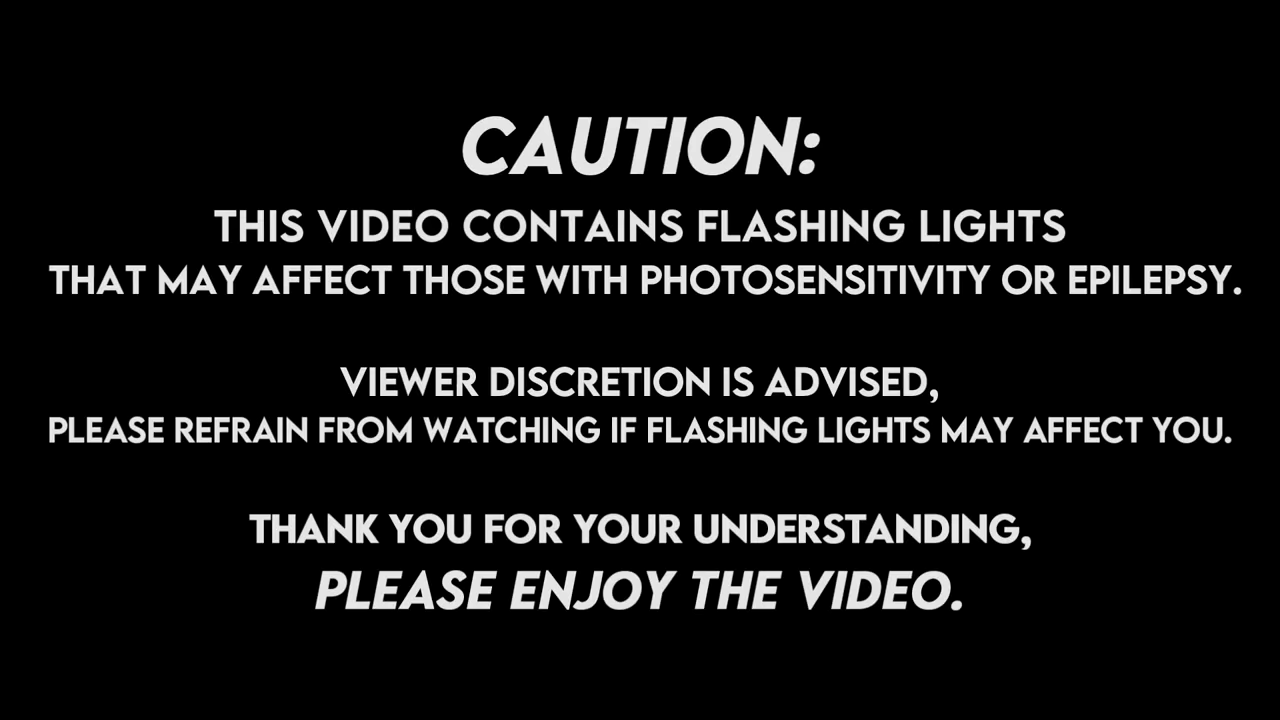 CAUTION:
THIS VIDEO CONTAINS FLASHING LIGHTS
THAT MAY AFFECT THOSE WITH PHOTOSENSITIVITY OR EPILEPSY.
VIEWER DISCRETION IS ADVISED,
PLEASE REFRAIN FROM WATCHING IF FLASHING LIGHTS MAY AFFECT YOU.
THANK YOU FOR YOUR UNDERSTANDING,
PLEASE ENJOY THE VIDEO.